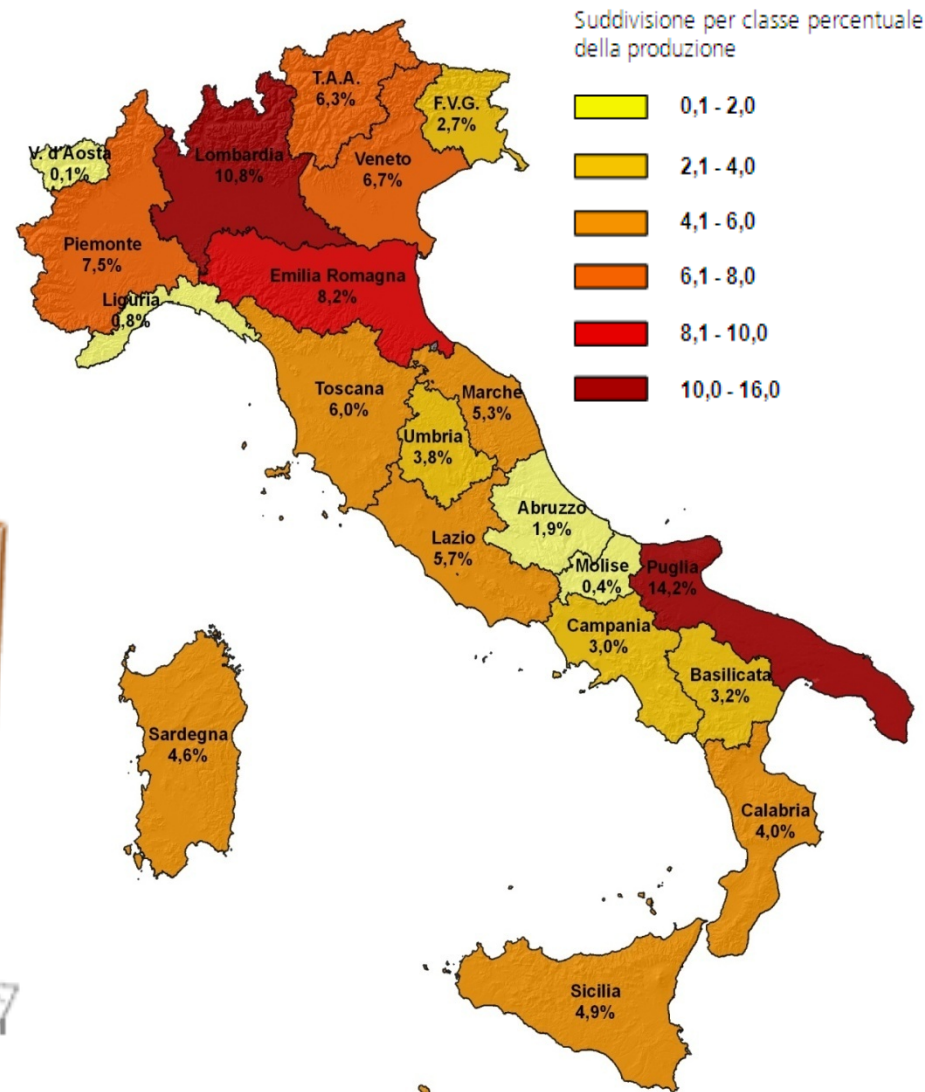 Suddivisione per classe percentuale
della produzione
0,1 - 2,0
2,1 - 4,0
4,1 - 6,0
6,1 - 8,0
8,1 - 10,0
10,0 - 16,0
T.A.A.
6,3%
F.V.G.
2,7%
V. d'Aosta
0,1%
Lombardia
10,8%
Veneto
6,7%
Piemonte
7,5%
Emilia Romagna
8,2%
Liguria
0,8%
Toscana
6,0%
Marche
5,3%
Umbria
3,8%
Abruzzo
1,9%
Lazio
5,7%
Molise
0,4%
Puglia
14,2%
Campania
3,0%
Basilicata
3,2%
Sardegna
4,6%
Calabria
4,0%
Sicilia
4,9%